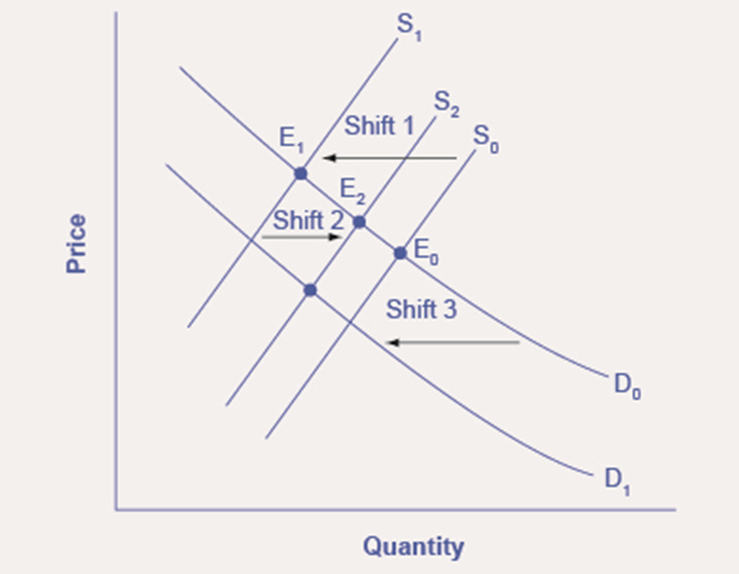 S₁
S₂
Shift 1
S₀
E₁
E₂
Shift 2
E₀
Shift 3
D₀
D₁
Price
Quantity